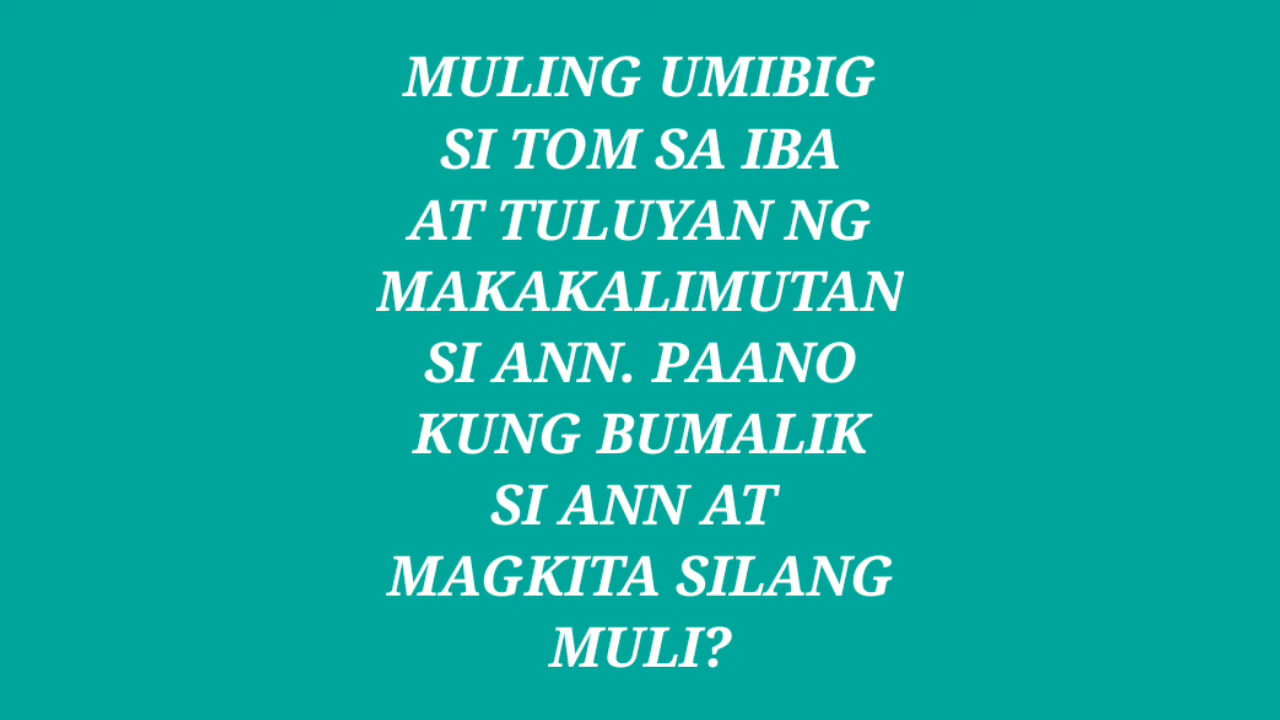 MULING UMIBIG
SI TOM SA IBA
AT TULUYAN NG
MAKAKALIMUTAN
SI ANN. PAANO
KUNG BUMALIK
SI ANN AT
MAGKITA SILANG
MULI?